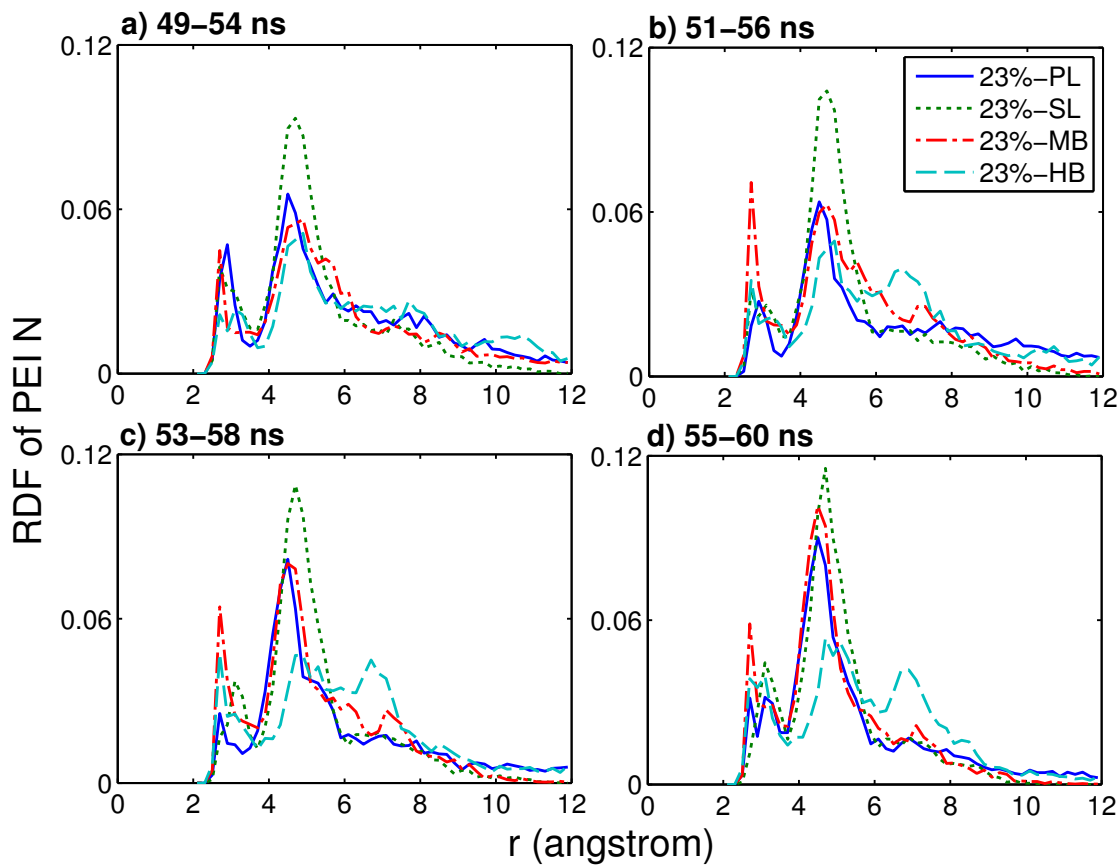 a) 49−54 ns
b) 51−56 ns
0.12
0.06
0
0 2 4 6 8 10 12
0.12
0.06
0
0 2 4 6 8 10 12
23%−PL
23%−SL
23%−MB
23%−HB
c) 53−58 ns
d) 55−60 ns
0.12
0.06
0
0 2 4 6 8 10 12
0.12
0.06
0
0 2 4 6 8 10 12
RDF of PEI N
r (angstrom)